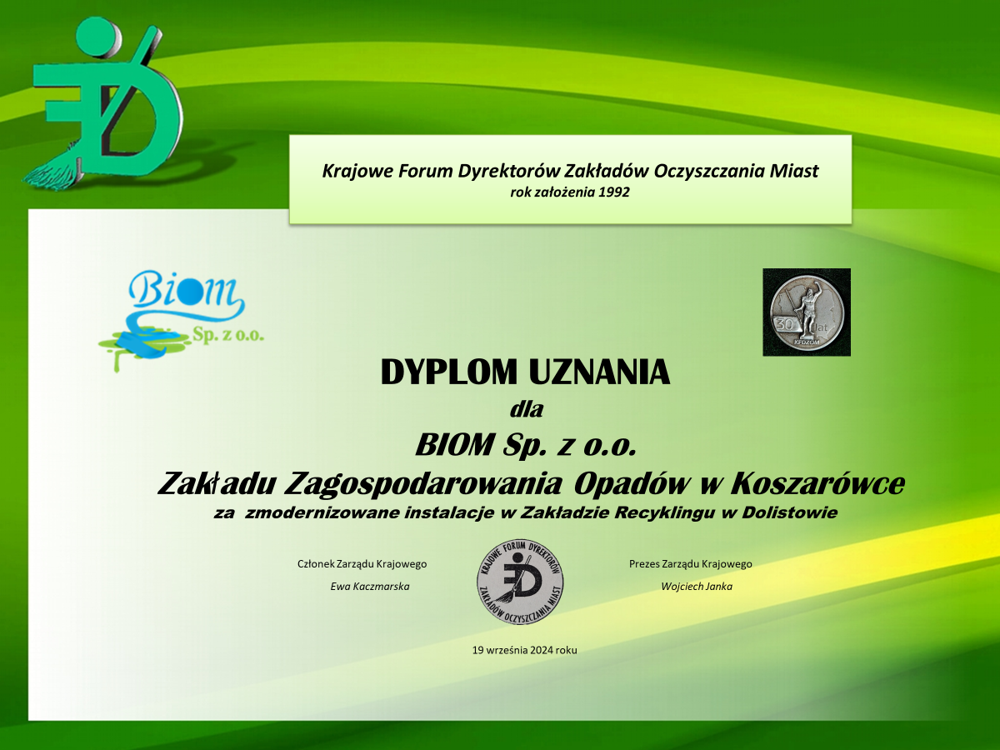 Krajowe Forum Dyrektorów Zakładów Oczyszczania Miast
rok założenia 1992
Biom
Sp. z o.o.
30 lat
KFDZOM
DYPLOM UZNANIA
dla
BIOM Sp. z o.o.
Zakładu Zagospodarowania Opadów w Koszarówce
za zmodernizowane instalacje w Zakładzie Recyklingu w Dolistowie
Członek Zarządu Krajowego
Ewa Kaczmarska
KRAJOWE FORUM DYREKTORÓW
ZAKŁADÓW OCZYSZCZANIA MIAST
Prezes Zarządu Krajowego
Wojciech Janka
19 września 2024 roku